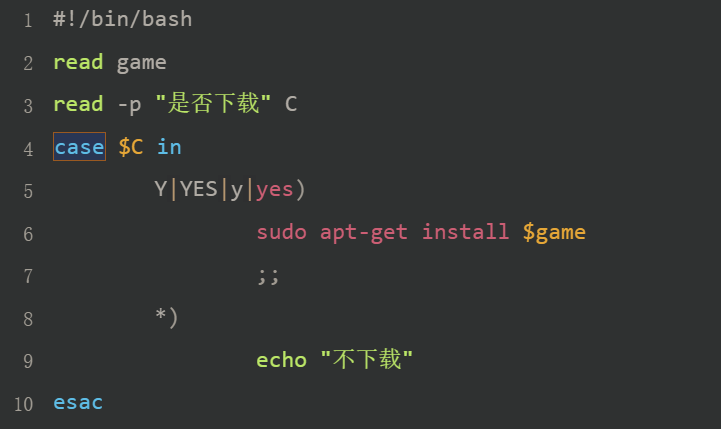 1 #!/bin/bash
2 read game
3 read -p "是否下载" C
4 case $C in
5 Y|YES|y|yes)
6 sudo apt-get install $game
7 ;;
8 *)
9 echo "不下载"
10 esac